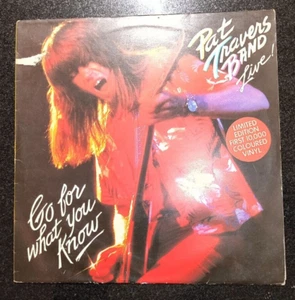 Pat
Travers
BAND
Live!
LIMITED
EDITION
FIRST 10,000
COLOURED
VINYL
Go for
what you
Know